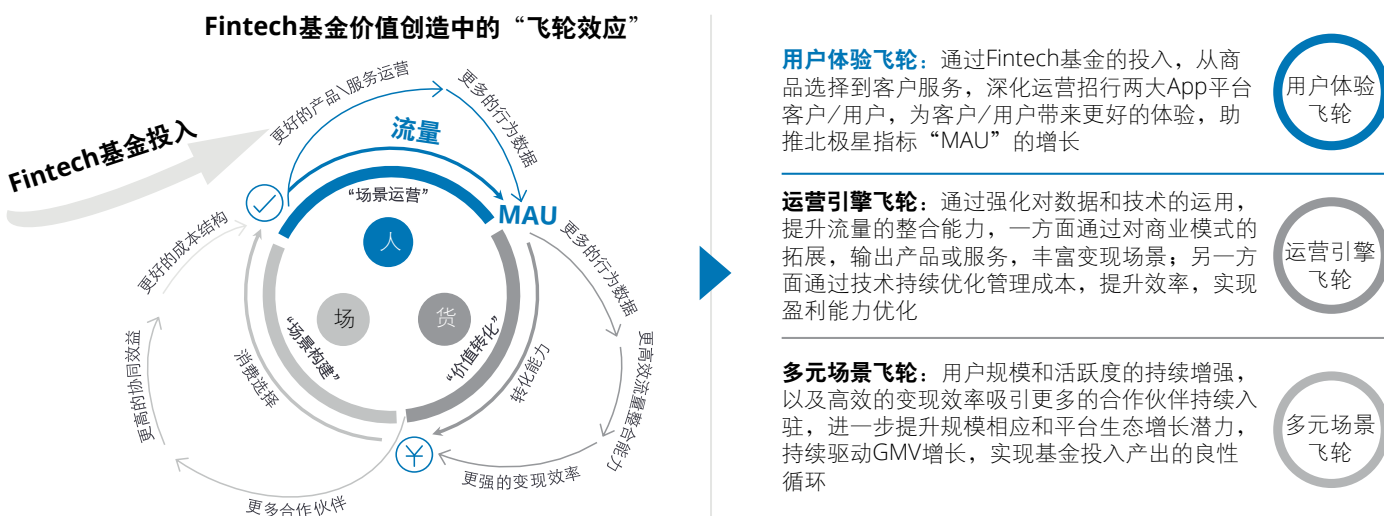 Fintech基金价值创造中的“飞轮效应”
Fintech基金投入
更好的产品\服务运营
更多的行为数据
流量
“场景运营”
MAU
人
更好的成本结构
更多的行为数据
场
货
“场景构建”
“价值转化”
更高的协同效益
消费选择
转化能力
更高效流量整合能力
更强的变现效率
更多合作伙伴
用户体验飞轮：通过Fintech基金的投入，从商
品选择到客户服务，深化运营招行两大App平台
客户/用户，为客户/用户带来更好的体验，助
推北极星指标“MAU”的增长
用户体验
飞轮
运营引擎飞轮：通过强化对数据和技术的运用，
提升流量的整合能力，一方面通过对商业模式的
拓展，输出产品或服务，丰富变现场景；另一方
面通过技术持续优化管理成本，提升效率，实现
盈利能力优化
运营引擎
飞轮
多元场景飞轮：用户规模和活跃度的持续增强，
以及高效的变现效率吸引更多的合作伙伴持续入
驻，进一步提升规模相应和平台生态增长潜力，
持续驱动GMV增长，实现基金投入产出的良性
循环
多元场景
飞轮